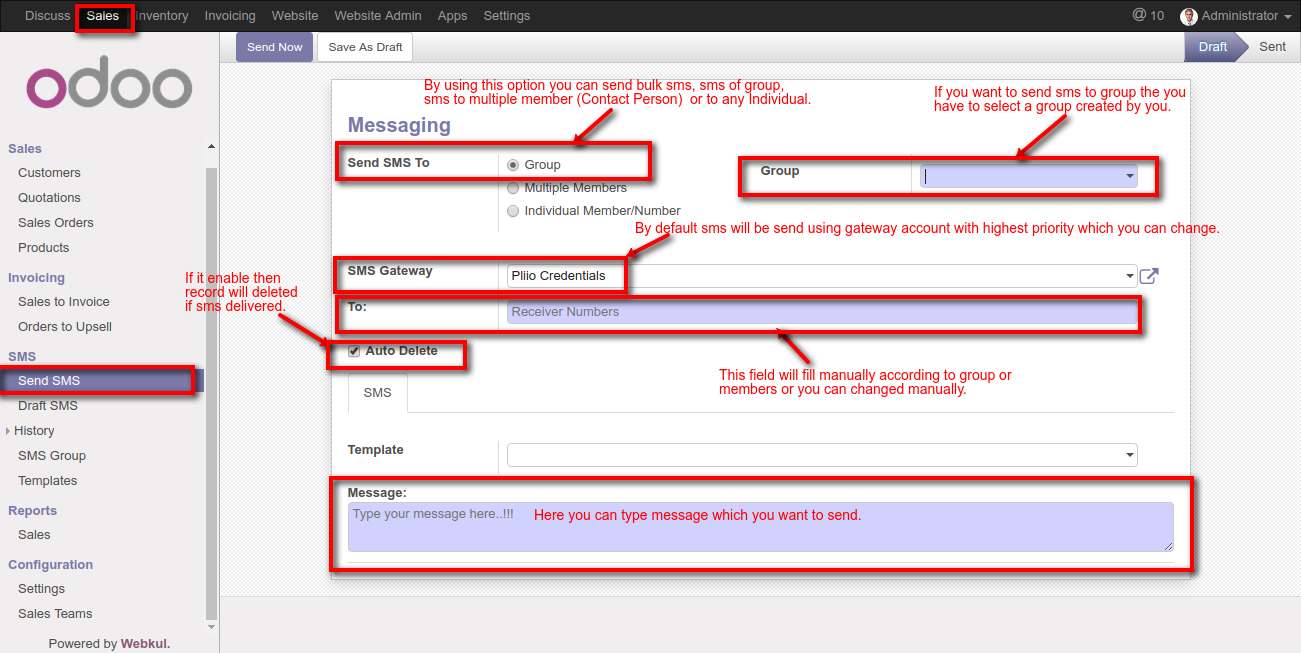 Discuss Sales Inventory Invoicing Website Website Admin Apps Settings @ 10 Administrator
Send Now Save As Draft Draft Sent
odoo
Sales
Customers
Quotations
Sales Orders
Products
Invoicing
Sales to Invoice
Orders to Upsell
SMS
Send SMS
Draft SMS
History
SMS Group
Templates
Reports
Sales
Configuration
Settings
Sales Teams
Powered by Webkul.
By using this option you can send bulk sms, sms of group,
sms to multiple member (Contact Person) or to any Individual.
If you want to send sms to group the you
have to select a group created by you.
Messaging
Send SMS To
Group
Multiple Members
Individual Member/Number
Group
By default sms will be send using gateway account with highest priority which you can change.
SMS Gateway
Pliio Credentials
If it enable then
record will deleted
if sms delivered.
To:
Receiver Numbers
Auto Delete
This field will fill manually according to group or
members or you can changed manually.
SMS
Template
Message:
Type your message here..!!!
Here you can type message which you want to send.